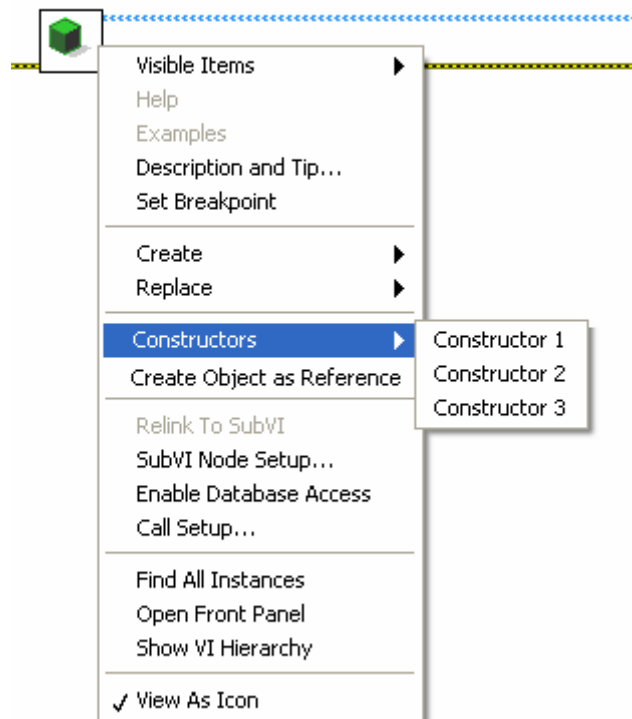 Visible Items
Help
Examples
Description and Tip...
Set Breakpoint
Create
Replace
Constructors
Constructor 1
Create Object as Reference
Constructor 2
Constructor 3
Relink To SubVI
SubVI Node Setup...
Enable Database Access
Call Setup...
Find All Instances
Open Front Panel
Show VI Hierarchy
View As Icon